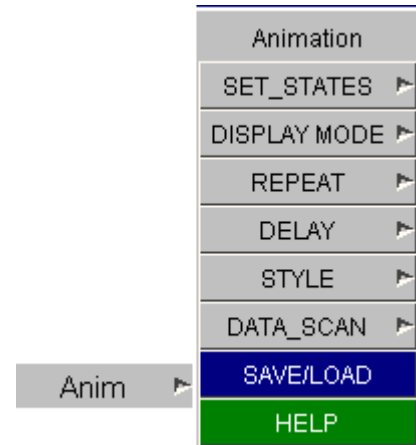 Animation
SET_STATES
DISPLAY MODE
REPEAT
DELAY
STYLE
DATA_SCAN
Anim
SAVE/LOAD
HELP